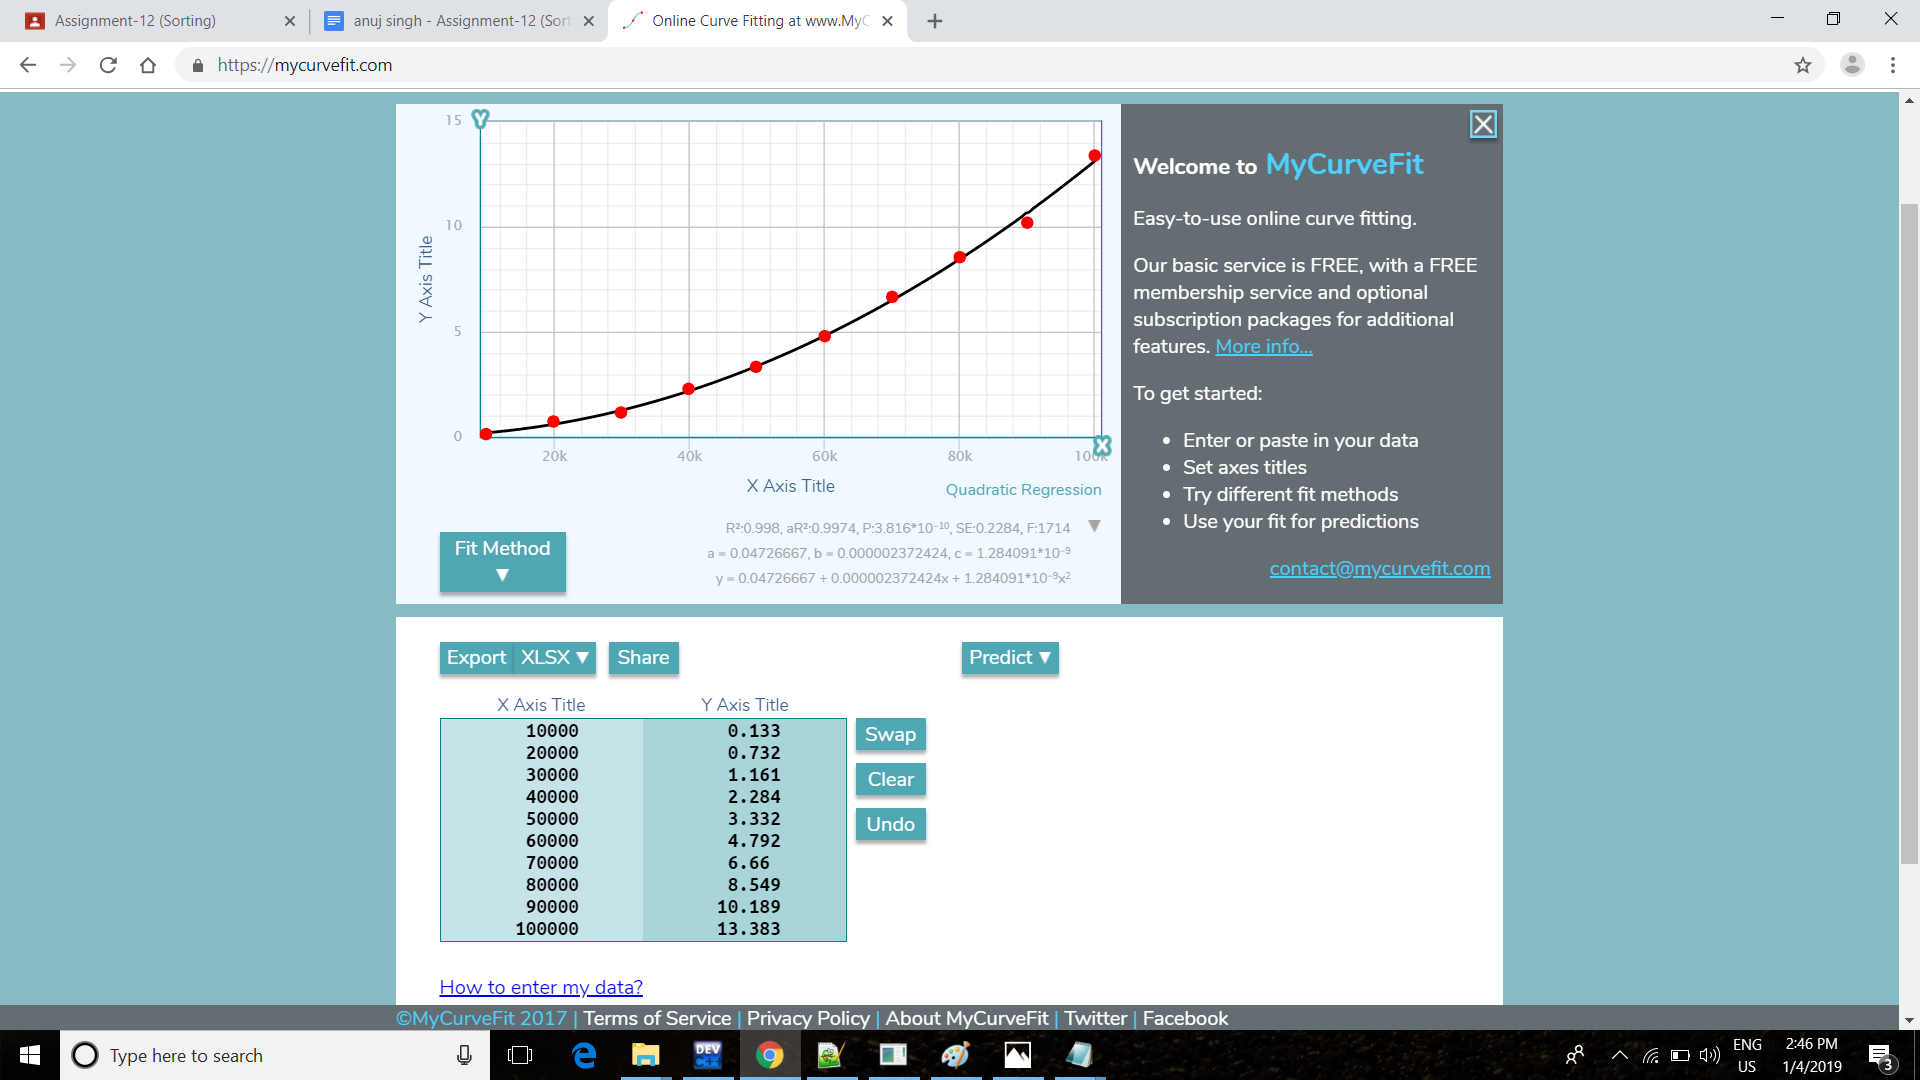 Assignment-12 (Sorting)
anuj singh - Assignment-12 (Sort
Online Curve Fitting at www.MyC
https://mycurvefit.com
15
Y
10
5
0
Y Axis Title
20k
40k
60k
80k
100k
X
X Axis Title
Quadratic Regression
R²:0.998, aR²:0.9974, P:3.816*10⁻¹⁰, SE:0.2284, F:1714
a = 0.04726667, b = 0.000002372424, c = 1.284091*10⁻⁹
y = 0.04726667 + 0.000002372424x + 1.284091*10⁻⁹x²
Fit Method
Welcome to MyCurveFit
Easy-to-use online curve fitting.
Our basic service is FREE, with a FREE
membership service and optional
subscription packages for additional
features. More info...
To get started:
• Enter or paste in your data
• Set axes titles
• Try different fit methods
• Use your fit for predictions
contact@mycurvefit.com
Export XLSX Share Predict
X Axis Title Y Axis Title
10000 0.133
20000 0.732
30000 1.161
40000 2.284
50000 3.332
60000 4.792
70000 6.66
80000 8.549
90000 10.189
100000 13.383
Swap
Clear
Undo
How to enter my data?
©MyCurveFit 2017 | Terms of Service | Privacy Policy | About MyCurveFit | Twitter | Facebook
Type here to search
DEV
ENG
US
2:46 PM
1/4/2019
3